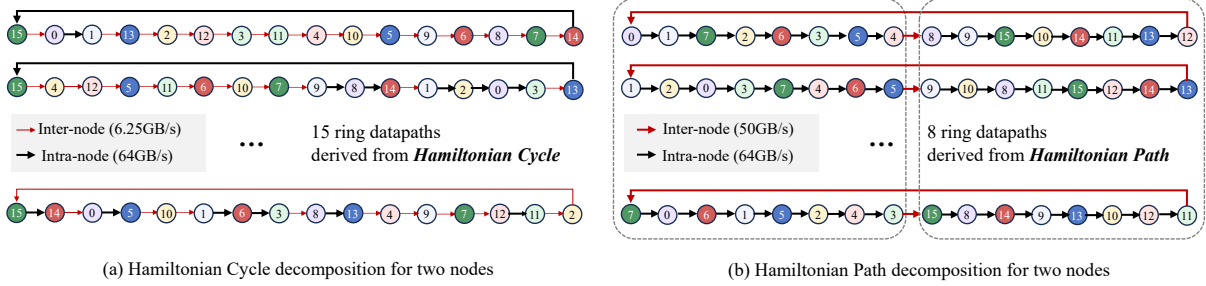 15 0 1 13 2 12 3 11 4 10 5 9 6 8 7 14
15 4 12 5 11 6 10 7 9 8 14 1 2 0 3 13
Inter-node (6.25GB/s)
Intra-node (64GB/s)
...
15 ring datapaths
derived from Hamiltonian Cycle
15 14 0 5 10 1 6 3 8 13 4 9 7 12 11 2
(a) Hamiltonian Cycle decomposition for two nodes
0 1 7 2 6 3 5 4 8 9 15 10 14 11 13 12
1 2 0 3 7 4 6 5 9 10 8 11 15 12 14 13
Inter-node (50GB/s)
Intra-node (64GB/s)
...
8 ring datapaths
derived from Hamiltonian Path
7 0 6 1 5 2 4 3 15 8 14 9 13 10 12 11
(b) Hamiltonian Path decomposition for two nodes